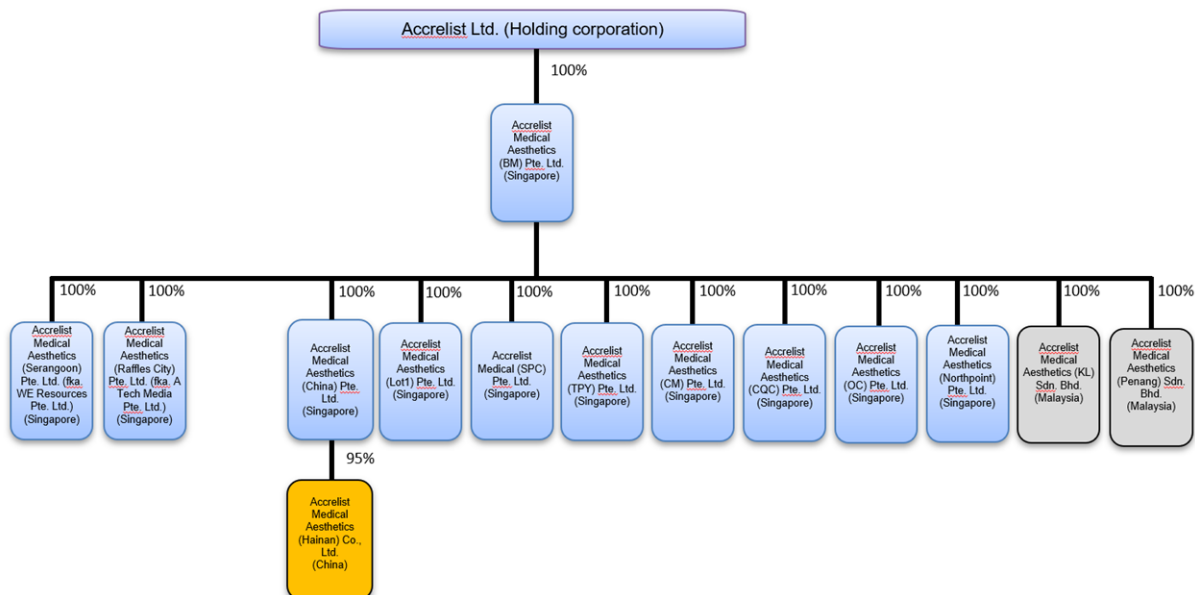 Accrelist Ltd. (Holding corporation)
100%
Accrelist
Medical
Aesthetics
(BM) Pte. Ltd.
(Singapore)
100%
100%
100%
100%
100%
100%
100%
100%
100%
100%
100%
100%
Accrelist
Medical
Aesthetics
(Serangoon)
Pte. Ltd. (fka.
WE Resources
Pte. Ltd.)
(Singapore)
Accrelist
Medical
Aesthetics
(Raffles City)
Pte. Ltd. (fka. A
Tech Media
Pte. Ltd.)
(Singapore)
Accrelist
Medical
Aesthetics
(China) Pte.
Ltd.
(Singapore)
Accrelist
Medical
Aesthetics
(Lot1) Pte. Ltd.
(Singapore)
Accrelist
Medical (SPC)
Pte. Ltd.
(Singapore)
Accrelist
Medical
Aesthetics
(TPY) Pte. Ltd.
(Singapore)
Accrelist
Medical
Aesthetics
(CM) Pte. Ltd.
(Singapore)
Accrelist
Medical
Aesthetics
(CQC) Pte. Ltd.
(Singapore)
Accrelist
Medical
Aesthetics
(OC) Pte. Ltd.
(Singapore)
Accrelist
Medical
Aesthetics
(Northpoint)
Pte. Ltd.
(Singapore)
Accrelist
Medical
Aesthetics (KL)
Sdn. Bhd.
(Malaysia)
Accrelist
Medical
Aesthetics
(Penang) Sdn.
Bhd.
(Malaysia)
95%
Accrelist
Medical
Aesthetics
(Hainan) Co.,
Ltd.
(China)